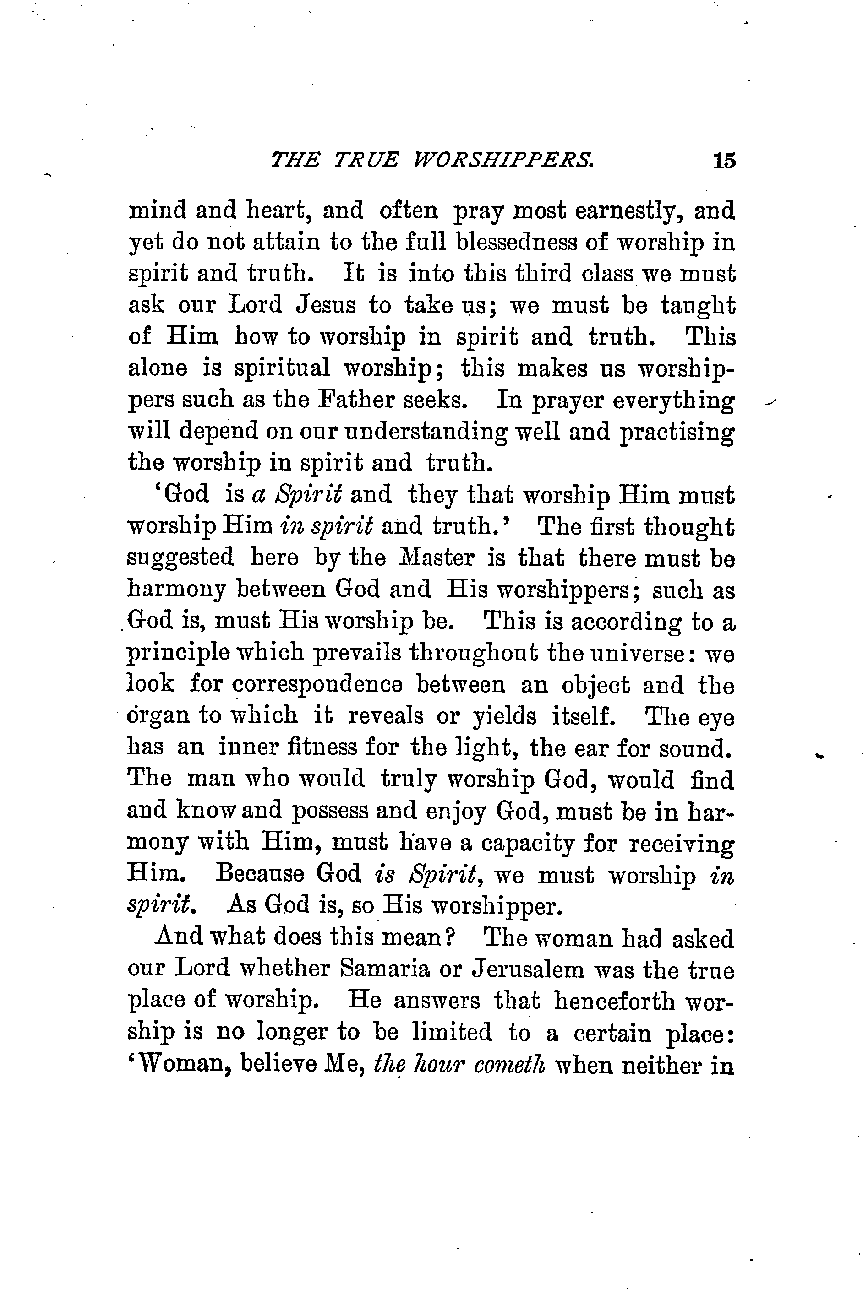 THE TRUE WORSHIPPERS. 15
mind and heart, and often pray most earnestly, and
yet do not attain to the full blessedness of worship in
spirit and truth. It is into this third class we must
ask our Lord Jesus to take us; we must be taught
of Him how to worship in spirit and truth. This
alone is spiritual worship; this makes us worship-
pers such as the Father seeks. In prayer everything
will depend on our understanding well and practising
the worship in spirit and truth.
‘God is a Spirit and they that worship Him must
worship Him in spirit and truth.’ The first thought
suggested here by the Master is that there must be
harmony between God and His worshippers; such as
God is, must His worship be. This is according to a
principle which prevails throughout the universe: we
look for correspondence between an object and the
organ to which it reveals or yields itself. The eye
has an inner fitness for the light, the ear for sound.
The man who would truly worship God, would find
and know and possess and enjoy God, must be in har-
mony with Him, must have a capacity for receiving
Him. Because God is Spirit, we must worship in
spirit. As God is, so His worshipper.
And what does this mean? The woman had asked
our Lord whether Samaria or Jerusalem was the true
place of worship. He answers that henceforth wor-
ship is no longer to be limited to a certain place:
‘Woman, believe Me, the hour cometh when neither in